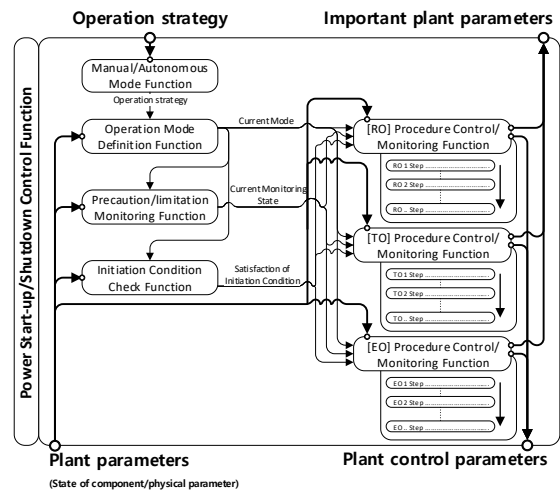 Operation strategy
Important plant parameters
Power Start-up/Shutdown Control Function
Manual/Autonomous
Mode Function
Operation strategy
Operation Mode
Definition Function
Current Mode
Precaution/limitation
Monitoring Function
Current Monitoring
State
Initiation Condition
Check Function
Satisfaction of
Initiation Condition
[RO] Procedure Control/
Monitoring Function
RO 1 Step
RO 2 Step
RO .. Step
[TO] Procedure Control/
Monitoring Function
TO 1 Step
TO 2 Step
TO .. Step
[EO] Procedure Control/
Monitoring Function
EO 1 Step
EO 2 Step
EO .. Step
Plant parameters
(State of component/physical parameter)
Plant control parameters